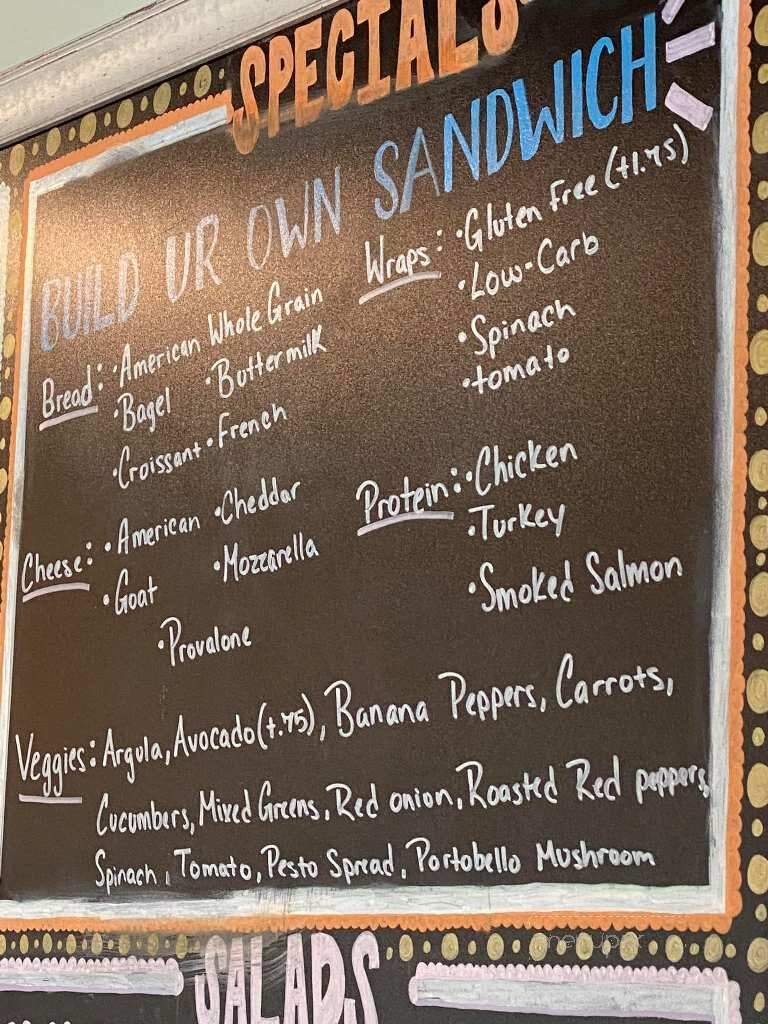 SPECIALS
BUILD UR OWN SANDWICH
Bread: •American Whole Grain
•Bagel •Buttermilk
•Croissant •French
Wraps: •Gluten Free (+1.75)
•Low-Carb
•Spinach
•tomato
Cheese: •American •Cheddar
•Goat •Mozzarella
•Provalone
Protein: •Chicken
•Turkey
•Smoked Salmon
Veggies: Argula, Avocado (+.75), Banana Peppers, Carrots,
Cucumbers, Mixed Greens, Red onion, Roasted Red peppers,
Spinach, Tomato, Pesto Spread, Portobello Mushroom
SALADS